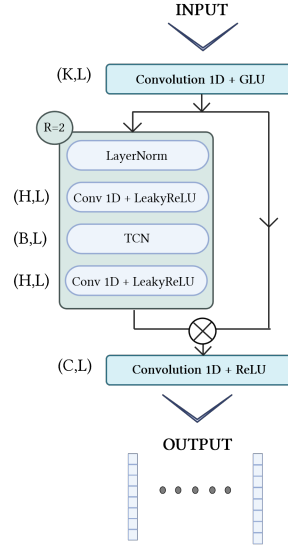 INPUT
(K,L)
Convolution 1D + GLU
R=2
LayerNorm
(H,L)
Conv 1D + LeakyReLU
(B,L)
TCN
(H,L)
Conv 1D + LeakyReLU
(C,L)
Convolution 1D + ReLU
OUTPUT